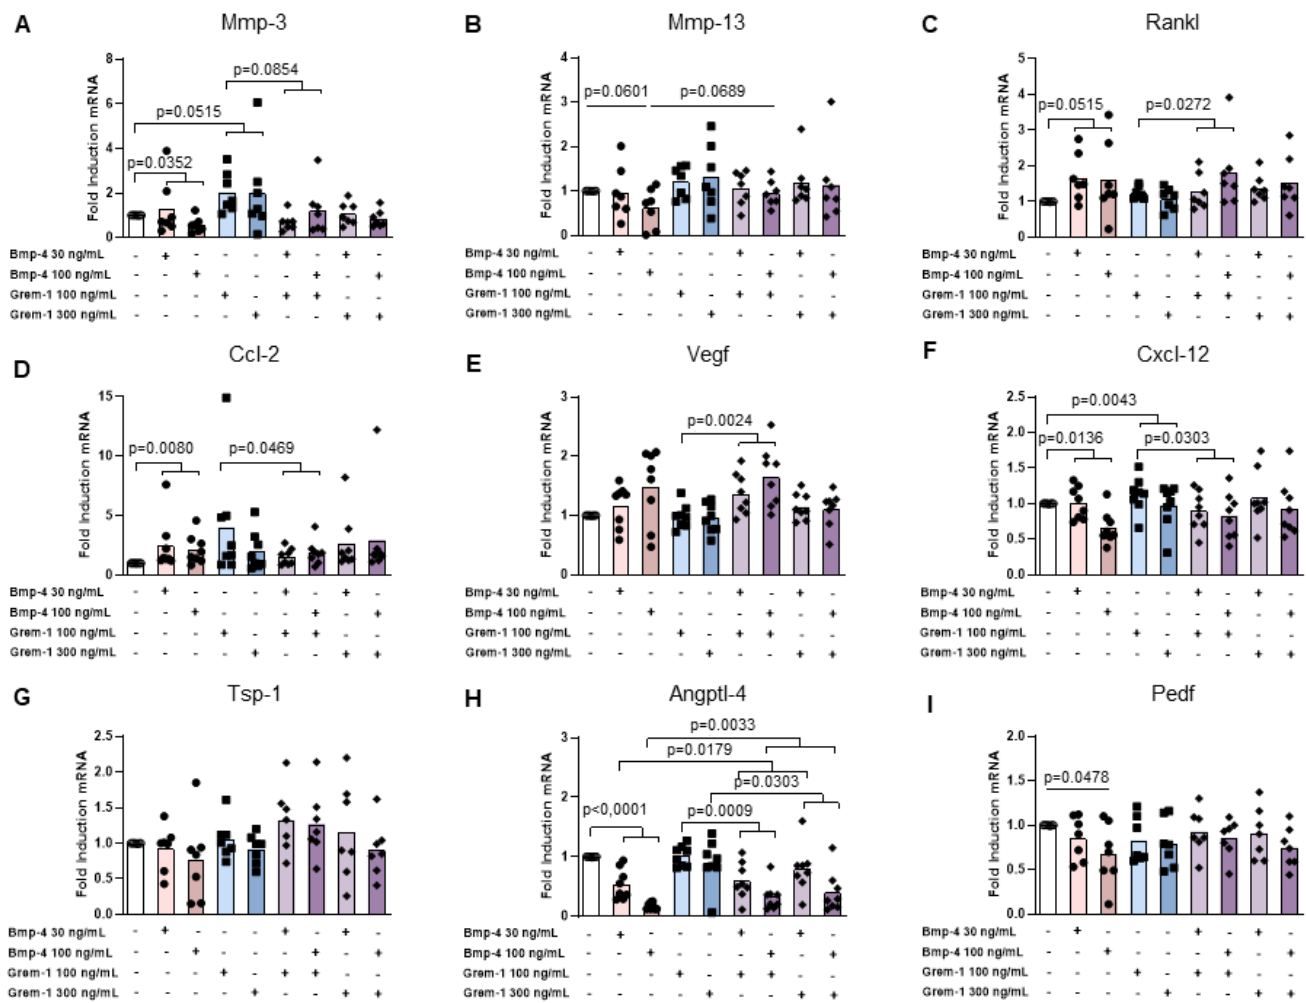 A Mmp-3
Fold Induction mRNA
8
6
4
2
0
p=0.0854
p=0.0515
p=0.0352
Bmp-4 30 ng/mL - + - - - + - + -
Bmp-4 100 ng/mL - - + - - - + - +
Grem-1 100 ng/mL - - - + - + + - -
Grem-1 300 ng/mL - - - - + - - + +
B Mmp-13
Fold Induction mRNA
4
3
2
1
0
p=0.0601 p=0.0689
Bmp-4 30 ng/mL - + - - - + - + -
Bmp-4 100 ng/mL - - + - - - + - +
Grem-1 100 ng/mL - - - + - + + - -
Grem-1 300 ng/mL - - - - + - - + +
C Rankl
Fold Induction mRNA
5
4
3
2
1
0
p=0.0515 p=0.0272
Bmp-4 30 ng/mL - + - - - + - + -
Bmp-4 100 ng/mL - - + - - - + - +
Grem-1 100 ng/mL - - - + - + + - -
Grem-1 300 ng/mL - - - - + - - + +
D Ccl-2
Fold Induction mRNA
15
10
5
0
p=0.0080 p=0.0469
Bmp-4 30 ng/mL - + - - - + - + -
Bmp-4 100 ng/mL - - + - - - + - +
Grem-1 100 ng/mL - - - + - + + - -
Grem-1 300 ng/mL - - - - + - - + +
E Vegf
Fold Induction mRNA
3
2
1
0
p=0.0024
Bmp-4 30 ng/mL - + - - - + - + -
Bmp-4 100 ng/mL - - + - - - + - +
Grem-1 100 ng/mL - - - + - + + - -
Grem-1 300 ng/mL - - - - + - - + +
F Cxcl-12
Fold Induction mRNA
2.5
2.0
1.5
1.0
0.5
0.0
p=0.0043
p=0.0136 p=0.0303
Bmp-4 30 ng/mL - + - - - + - + -
Bmp-4 100 ng/mL - - + - - - + - +
Grem-1 100 ng/mL - - - + - + + - -
Grem-1 300 ng/mL - - - - + - - + +
G Tsp-1
Fold Induction mRNA
2.5
2.0
1.5
1.0
0.5
0.0
Bmp-4 30 ng/mL - + - - - + - + -
Bmp-4 100 ng/mL - - + - - - + - +
Grem-1 100 ng/mL - - - + - + + - -
Grem-1 300 ng/mL - - - - + - - + +
H Angptl-4
Fold Induction mRNA
3
2
1
0
p=0.0033
p=0.0179
p=0.0303
p<,0001 p=0.0009
Bmp-4 30 ng/mL - + - - - + - + -
Bmp-4 100 ng/mL - - + - - - + - +
Grem-1 100 ng/mL - - - + - + + - -
Grem-1 300 ng/mL - - - - + - - + +
I Pedf
Fold Induction mRNA
2.0
1.5
1.0
0.5
0.0
p=0.0478
Bmp-4 30 ng/mL - + - - - + - + -
Bmp-4 100 ng/mL - - + - - - + - +
Grem-1 100 ng/mL - - - + - + + - -
Grem-1 300 ng/mL - - - - + - - + +